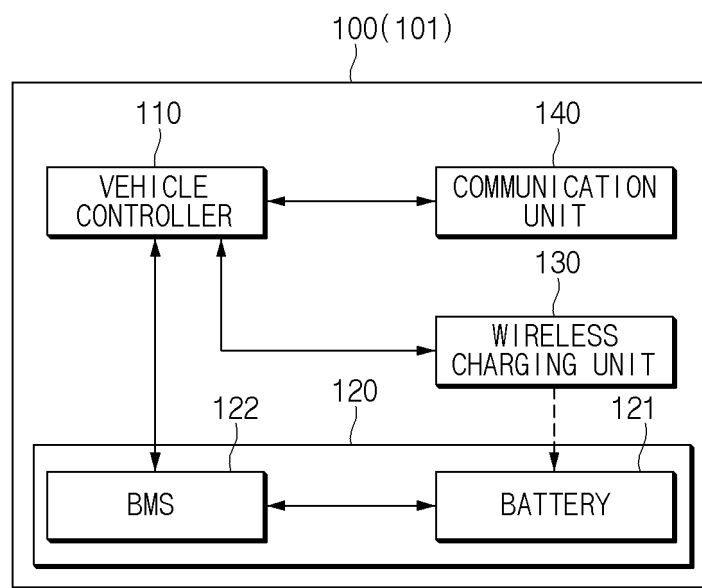 100(101)
110
140
VEHICLE
CONTROLLER
COMMUNICATION
UNIT
130
WIRELESS
CHARGING UNIT
122
120
121
BMS
BATTERY